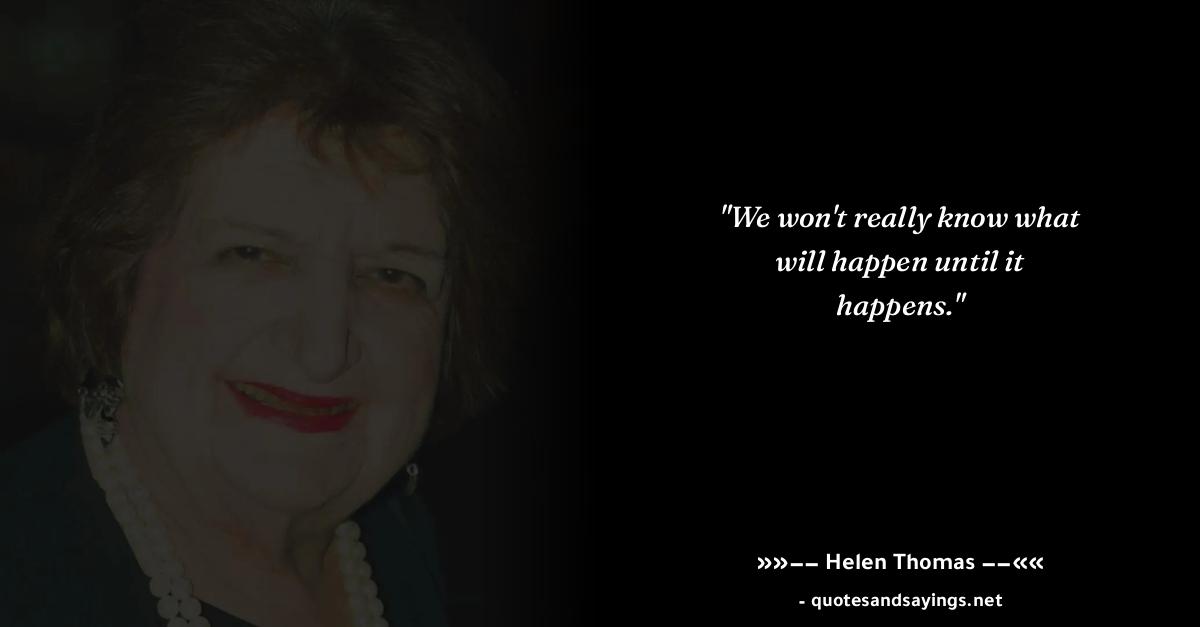 "We won't really know what
will happen until it
happens."
»»–– Helen Thomas ––««
- quotesandsayings.net